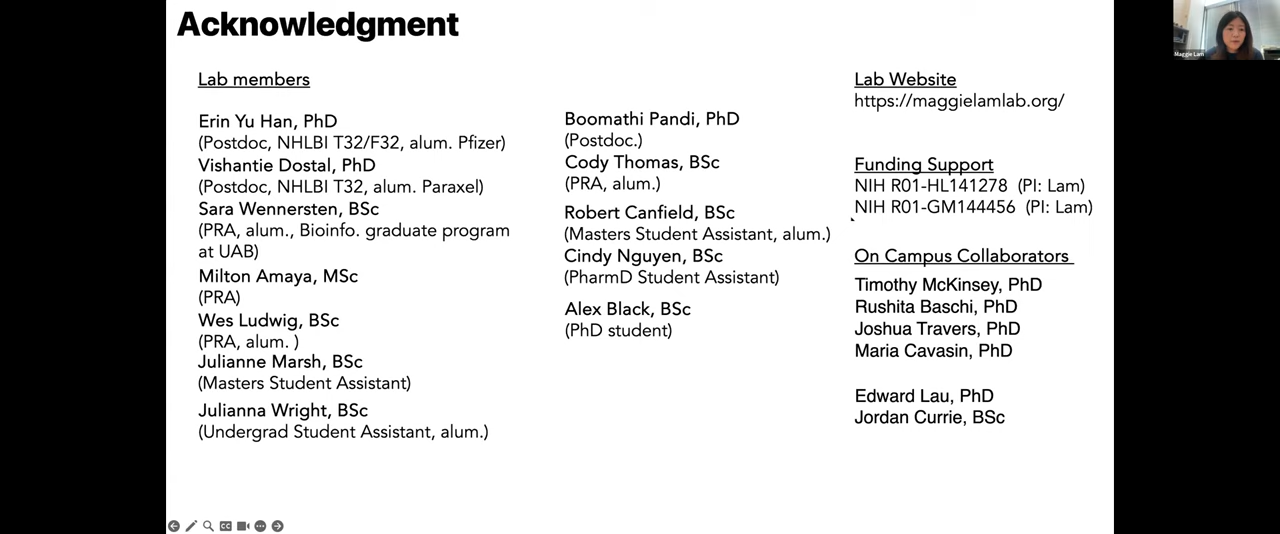 Acknowledgment
Lab members
Erin Yu Han, PhD
(Postdoc, NHLBI T32/F32, alum. Pfizer)
Vishantie Dostal, PhD
(Postdoc, NHLBI T32, alum. Paraxel)
Sara Wennersten, BSc
(PRA, alum., Bioinfo. graduate program
at UAB)
Milton Amaya, MSc
(PRA)
Wes Ludwig, BSc
(PRA, alum. )
Julianne Marsh, BSc
(Masters Student Assistant)
Julianna Wright, BSc
(Undergrad Student Assistant, alum.)
Boomathi Pandi, PhD
(Postdoc.)
Cody Thomas, BSc
(PRA, alum.)
Robert Canfield, BSc
(Masters Student Assistant, alum.)
Cindy Nguyen, BSc
(PharmD Student Assistant)
Alex Black, BSc
(PhD student)
Lab Website
https://maggielamlab.org/
Funding Support
NIH R01-HL141278 (PI: Lam)
NIH R01-GM144456 (PI: Lam)
On Campus Collaborators
Timothy McKinsey, PhD
Rushita Baschi, PhD
Joshua Travers, PhD
Maria Cavasin, PhD
Edward Lau, PhD
Jordan Currie, BSc
Maggie Lam
CC